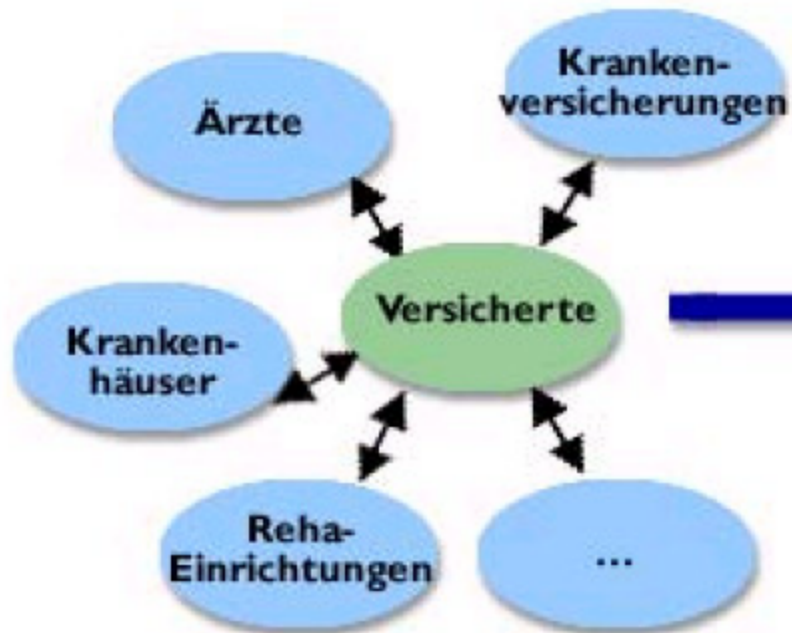 Ärzte
Kranken-
versicherungen
Versicherte
Kranken-
häuser
Reha-
Einrichtungen
...